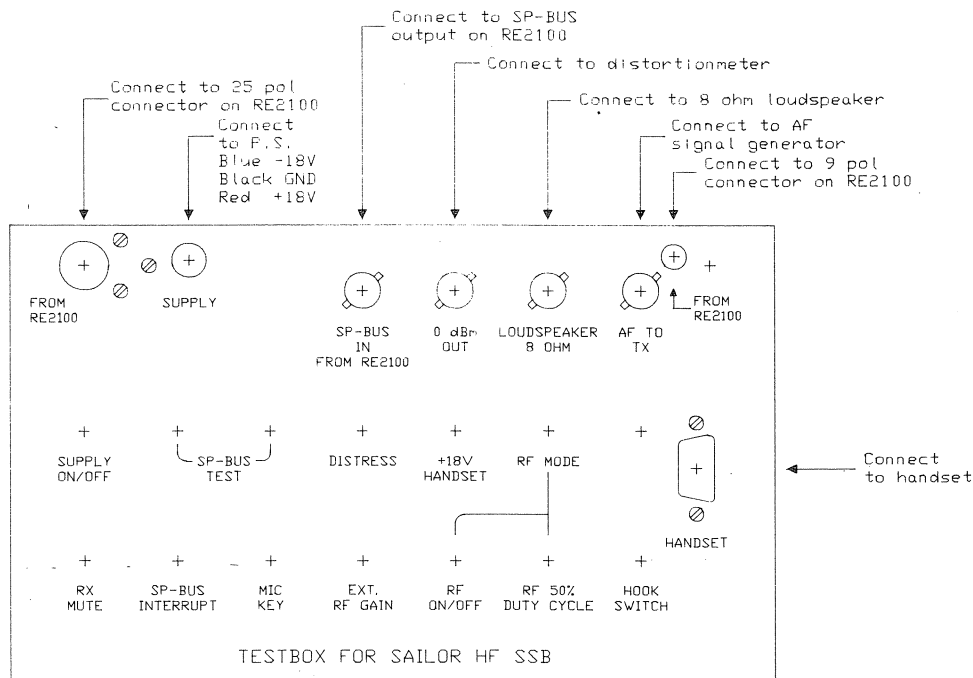 Connect to SP-BUS
output on RE2100
Connect to distortionmeter
Connect to 25 pol
connector on RE2100
Connect to 8 ohm loudspeaker
Connect
to P.S.
Blue -18V
Black GND
Red +18V
Connect to AF
signal generator
Connect to 9 pol
connector on RE2100
FROM
RE2100
SUPPLY
SP-BUS
IN
FROM RE2100
0 dBm
OUT
LOUDSPEAKER
8 OHM
AF TO
TX
FROM
RE2100
SUPPLY
ON/OFF
SP-BUS
TEST
DISTRESS
+18V
HANDSET
RF MODE
Connect
to handset
HANDSET
RX
MUTE
SP-BUS
INTERRUPT
MIC
KEY
EXT.
RF GAIN
RF
ON/OFF
RF 50%
DUTY CYCLE
HOOK
SWITCH
TESTBOX FOR SAILOR HF SSB